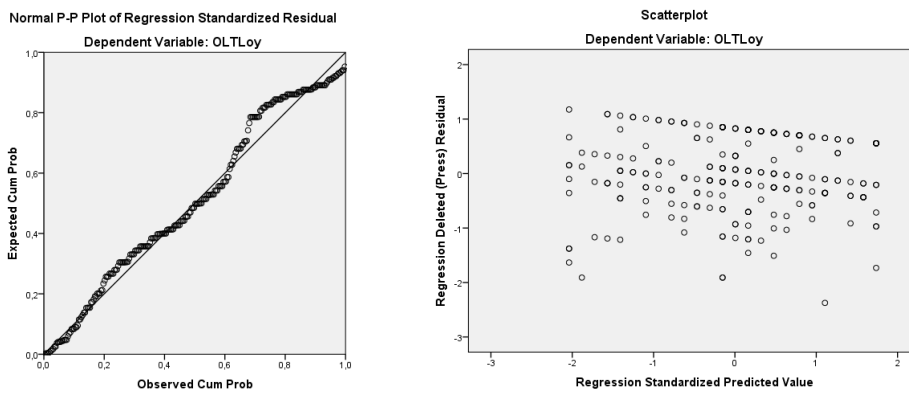 Normal P-P Plot of Regression Standardized Residual
Dependent Variable: OLTLoy
Expected Cum Prob
1,0
0,8
0,6
0,4
0,2
0,0
0,0 0,2 0,4 0,6 0,8 1,0
Observed Cum Prob
Scatterplot
Dependent Variable: OLTLoy
Regression Deleted (Press) Residual
2
1
0
-1
-2
-3
-3 -2 -1 0 1 2
Regression Standardized Predicted Value